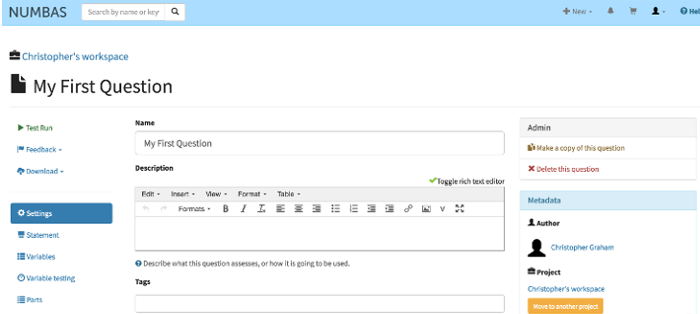 NUMBAS
Search by name or key
New
Hel
Christopher's workspace
My First Question
Test Run
Feedback
Download
Settings
Statement
Variables
Variable testing
Parts
Name
My First Question
Description
Toggle rich text editor
Edit Insert View Format Table
Formats B I
Describe what this question assesses, or how it is going to be used.
Tags
Admin
Make a copy of this question
Delete this question
Metadata
Author
Christopher Graham
Project
Christopher's workspace
Move to another project